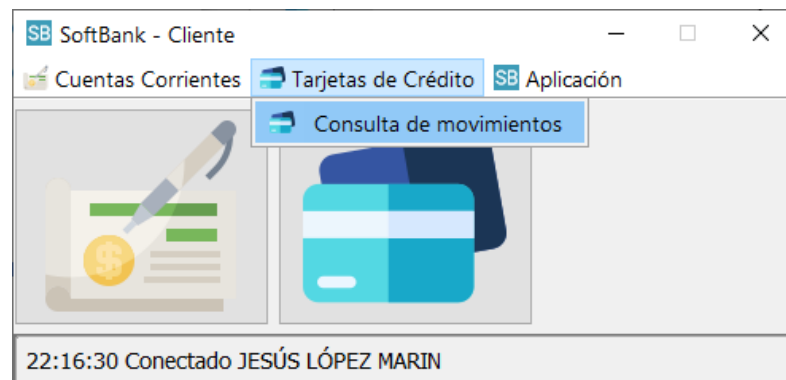 SB SoftBank - Cliente
Cuentas Corrientes Tarjetas de Crédito SB Aplicación
Consulta de movimientos
$
22:16:30 Conectado JESÚS LÓPEZ MARIN